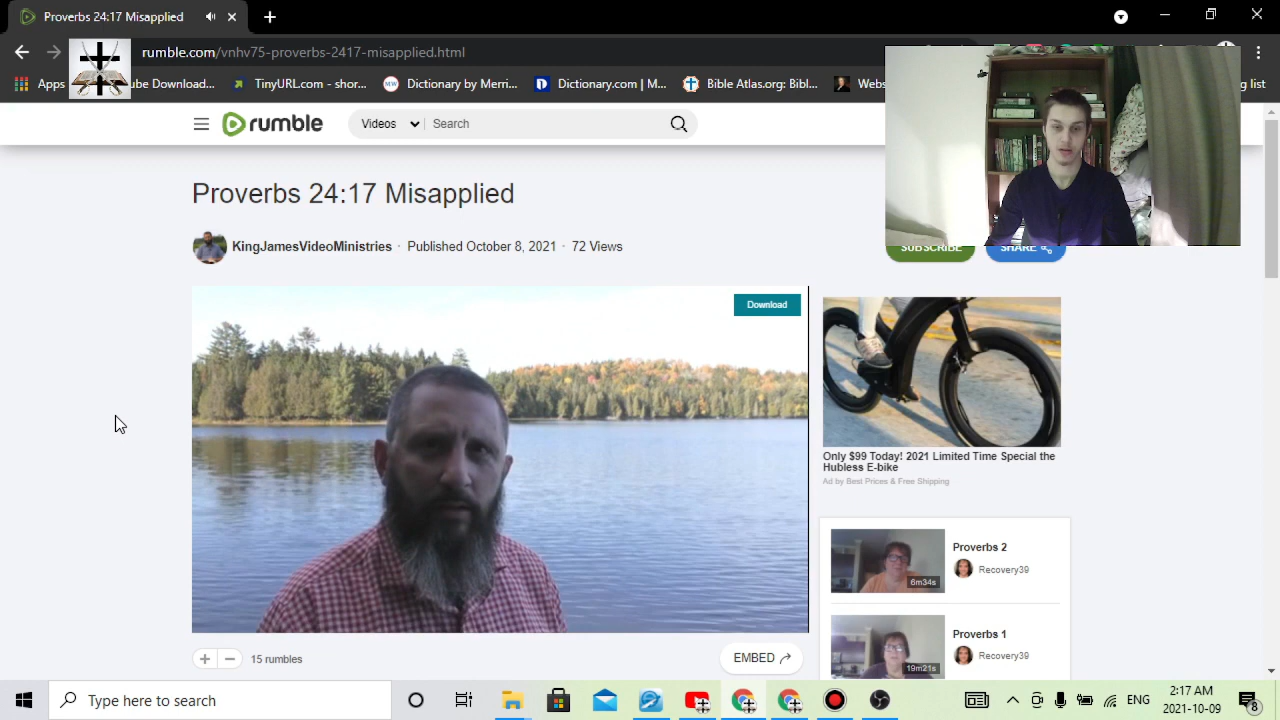 Proverbs 24:17 Misapplied
rumble.com/vnhv75-proverbs-2417-misapplied.html
Apps
be Download...
TinyURL.com - shor...
MW
Dictionary by Merri...
Dictionary.com | M...
Bible Atlas.org: Bibl...
Webs
g list
rumble
Videos
Search
Proverbs 24:17 Misapplied
KingJamesVideoMinistries · Published October 8, 2021 · 72 Views
SUBSCRIBE
SHARE
Download
Only $99 Today! 2021 Limited Time Special the
Hubless E-bike
Ad by Best Prices & Free Shipping
Proverbs 2
Recovery39
6m34s
Proverbs 1
Recovery39
19m21s
+ − 15 rumbles
EMBED
Type here to search
ENG
2:17 AM
2021-10-09
8